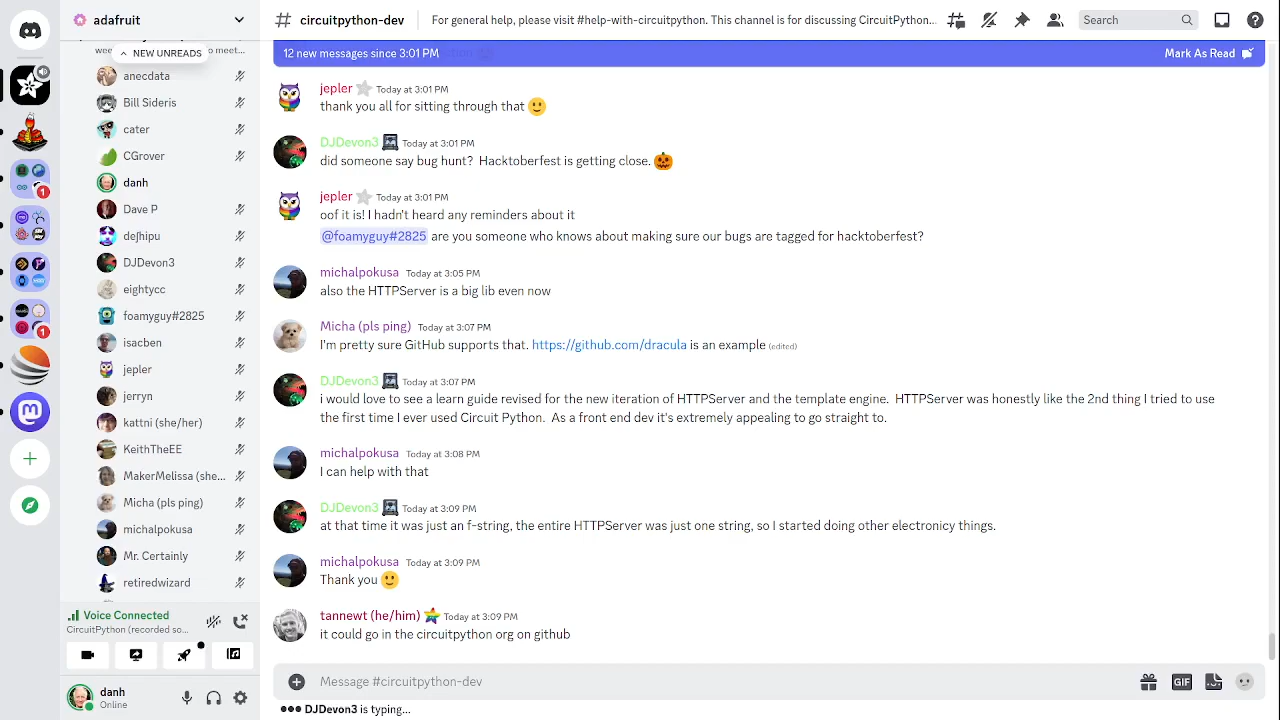 adafruit
circuitpython-dev
For general help, please visit #help-with-circuitpython. This channel is for discussing CircuitPython...
Search
NEW UNREADS
anecdata
Bill Sideris
cater
CGrover
danh
Dave P
deʃhipu
DJDevon3
eightycc
foamyguy#2825
isacben
jepler
jerryn
kattni (she/her)
KeithTheEE
MakerMelissa (she...
Micha (pls ping)
michalpokusa
Mr. Certainly
retiredwizard
Voice Connected
CircuitPython (recorded so...
danh
Online
12 new messages since 3:01 PM
Mark As Read
jepler Today at 3:01 PM
thank you all for sitting through that
DJDevon3 Today at 3:01 PM
did someone say bug hunt? Hacktoberfest is getting close.
jepler Today at 3:01 PM
oof it is! I hadn't heard any reminders about it
@foamyguy#2825 are you someone who knows about making sure our bugs are tagged for hacktoberfest?
michalpokusa Today at 3:05 PM
also the HTTPServer is a big lib even now
Micha (pls ping) Today at 3:07 PM
I'm pretty sure GitHub supports that. https://github.com/dracula is an example (edited)
DJDevon3 Today at 3:07 PM
i would love to see a learn guide revised for the new iteration of HTTPServer and the template engine. HTTPServer was honestly like the 2nd thing I tried to use
the first time I ever used Circuit Python. As a front end dev it's extremely appealing to go straight to.
michalpokusa Today at 3:08 PM
I can help with that
DJDevon3 Today at 3:09 PM
at that time it was just an f-string, the entire HTTPServer was just one string, so I started doing other electronicy things.
michalpokusa Today at 3:09 PM
Thank you
tannewt (he/him) Today at 3:09 PM
it could go in the circuitpython org on github
Message #circuitpython-dev
GIF
DJDevon3 is typing...
1
1